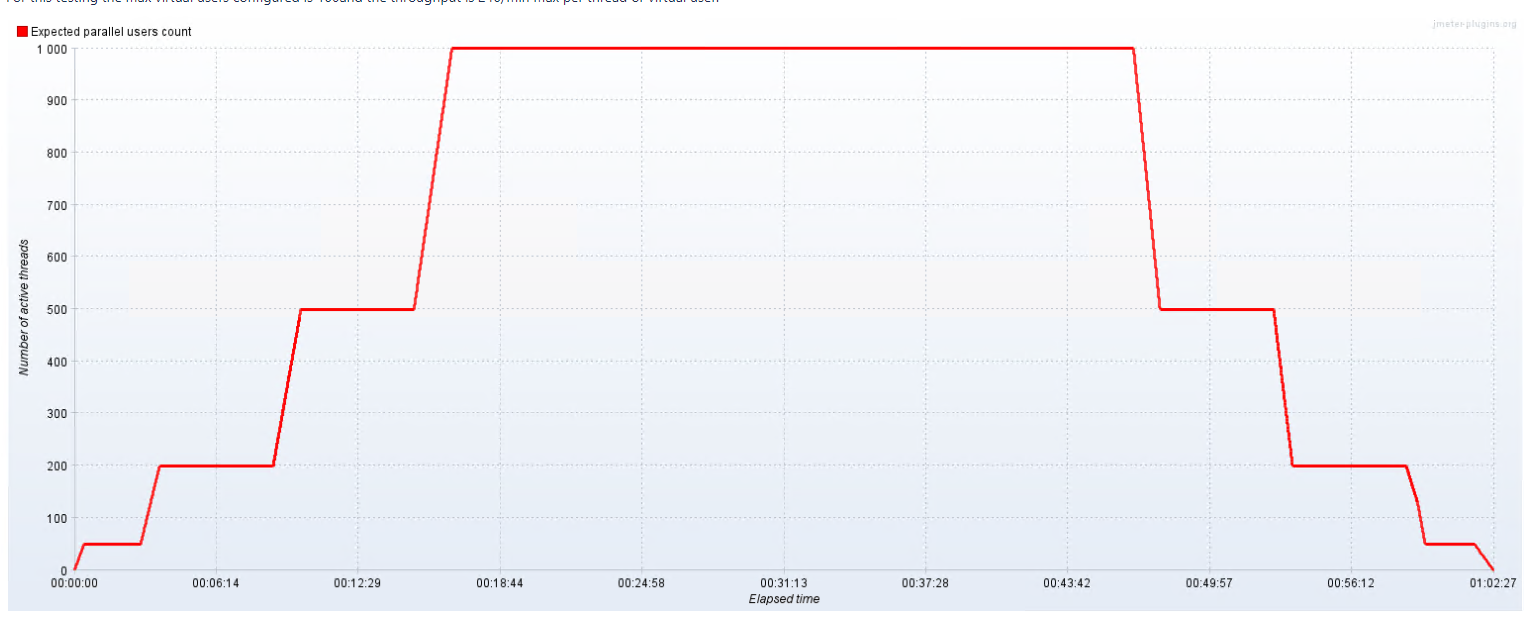 Expected parallel users count
jmeter-plugins.org
1 000
900
800
700
600
500
400
300
200
100
0
Number of active threads
00:00:00 00:06:14 00:12:29 00:18:44 00:24:58 00:31:13 00:37:28 00:43:42 00:49:57 00:56:12 01:02:27
Elapsed time